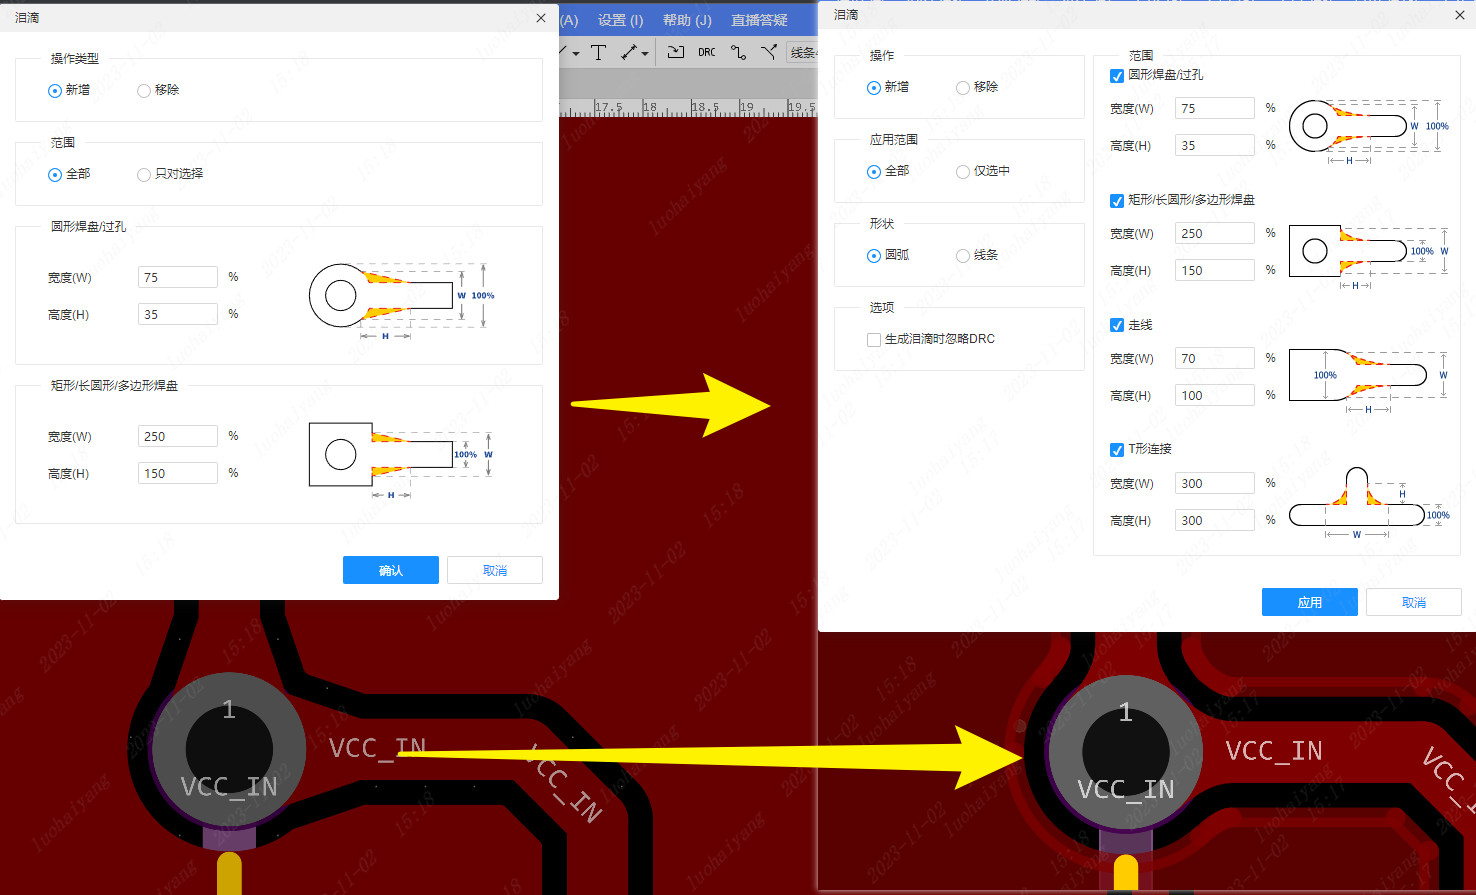 泪滴
操作类型
新增
移除
范围
全部
只对选择
圆形焊盘/过孔
宽度(W)
75
%
高度(H)
35
%
W
100%
H
矩形/长圆形/多边形焊盘
宽度(W)
250
%
高度(H)
150
%
100%
W
H
确认
取消
(A)
设置 (I)
帮助 (J)
直播答疑
T
DRC
线条
17.5
18
18.5
19
19.5
泪滴
操作
新增
移除
应用范围
全部
仅选中
形状
圆弧
线条
选项
生成泪滴时忽略DRC
范围
圆形焊盘/过孔
宽度(W)
75
%
高度(H)
35
%
W
100%
H
矩形/长圆形/多边形焊盘
宽度(W)
250
%
高度(H)
150
%
100%
W
H
走线
宽度(W)
70
%
高度(H)
100
%
100%
W
H
T形连接
宽度(W)
300
%
高度(H)
300
%
H
100%
W
应用
取消
1
VCC_IN
VCC_IN
VCC_IN
1
VCC_IN
VCC_IN
VCC_I
luohaiyang
2023-11-02
15:18
luohaiyang
2023-11-02
15:17